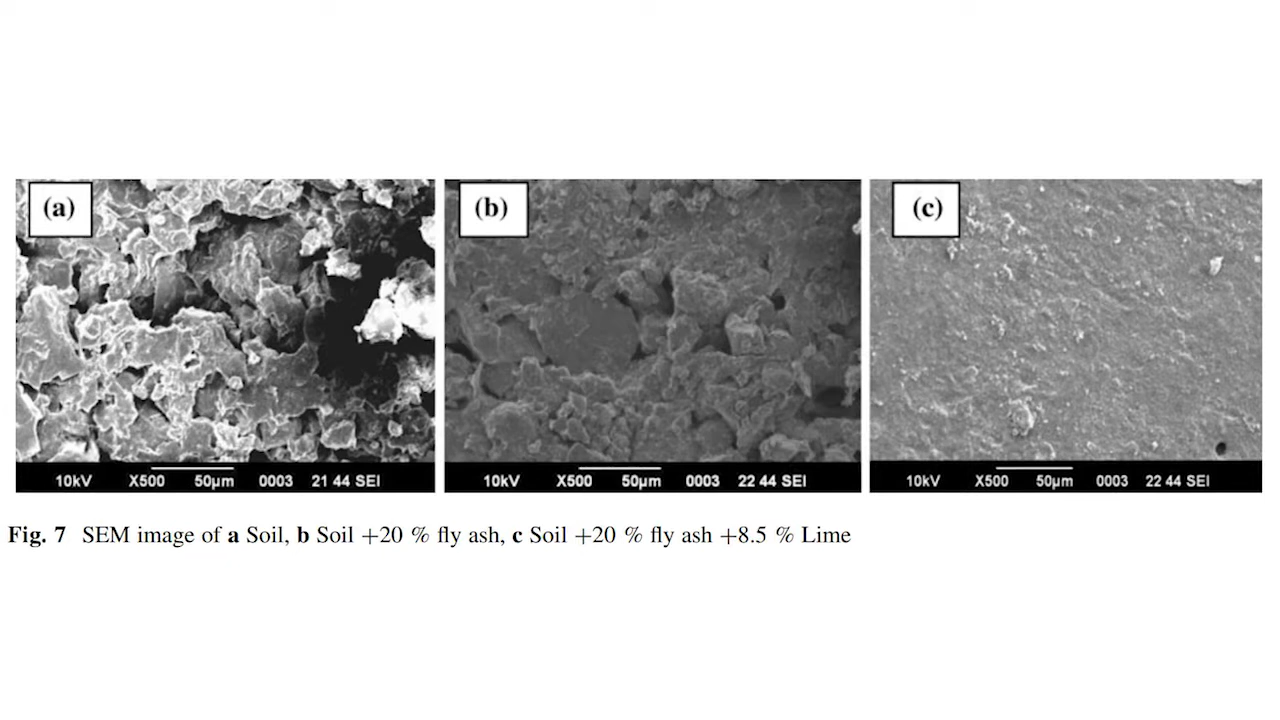 (a)
(b)
(c)
10kV X500 50µm 0003 21 44 SEI
10kV X500 50µm 0003 22 44 SEI
10kV X500 50µm 0003 22 44 SEI
Fig. 7 SEM image of a Soil, b Soil +20 % fly ash, c Soil +20 % fly ash +8.5 % Lime